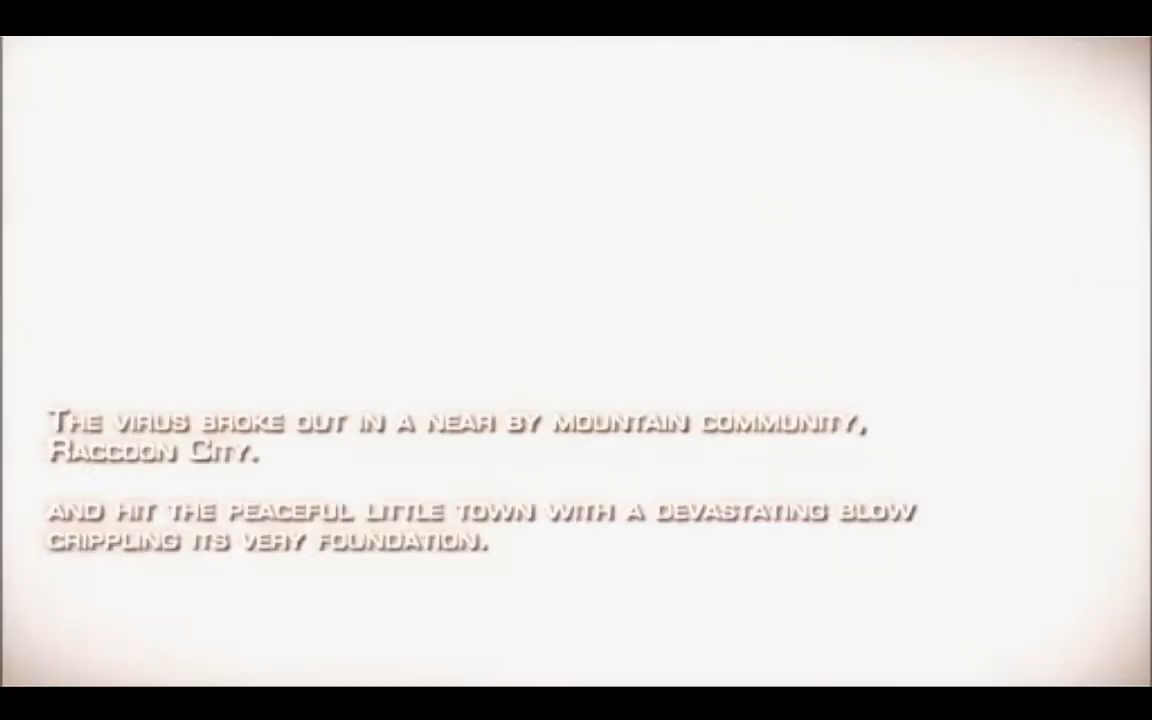 The virus broke out in a near by mountain community,
Raccoon City.
and hit the peaceful little town with a devastating blow
crippling its very foundation.